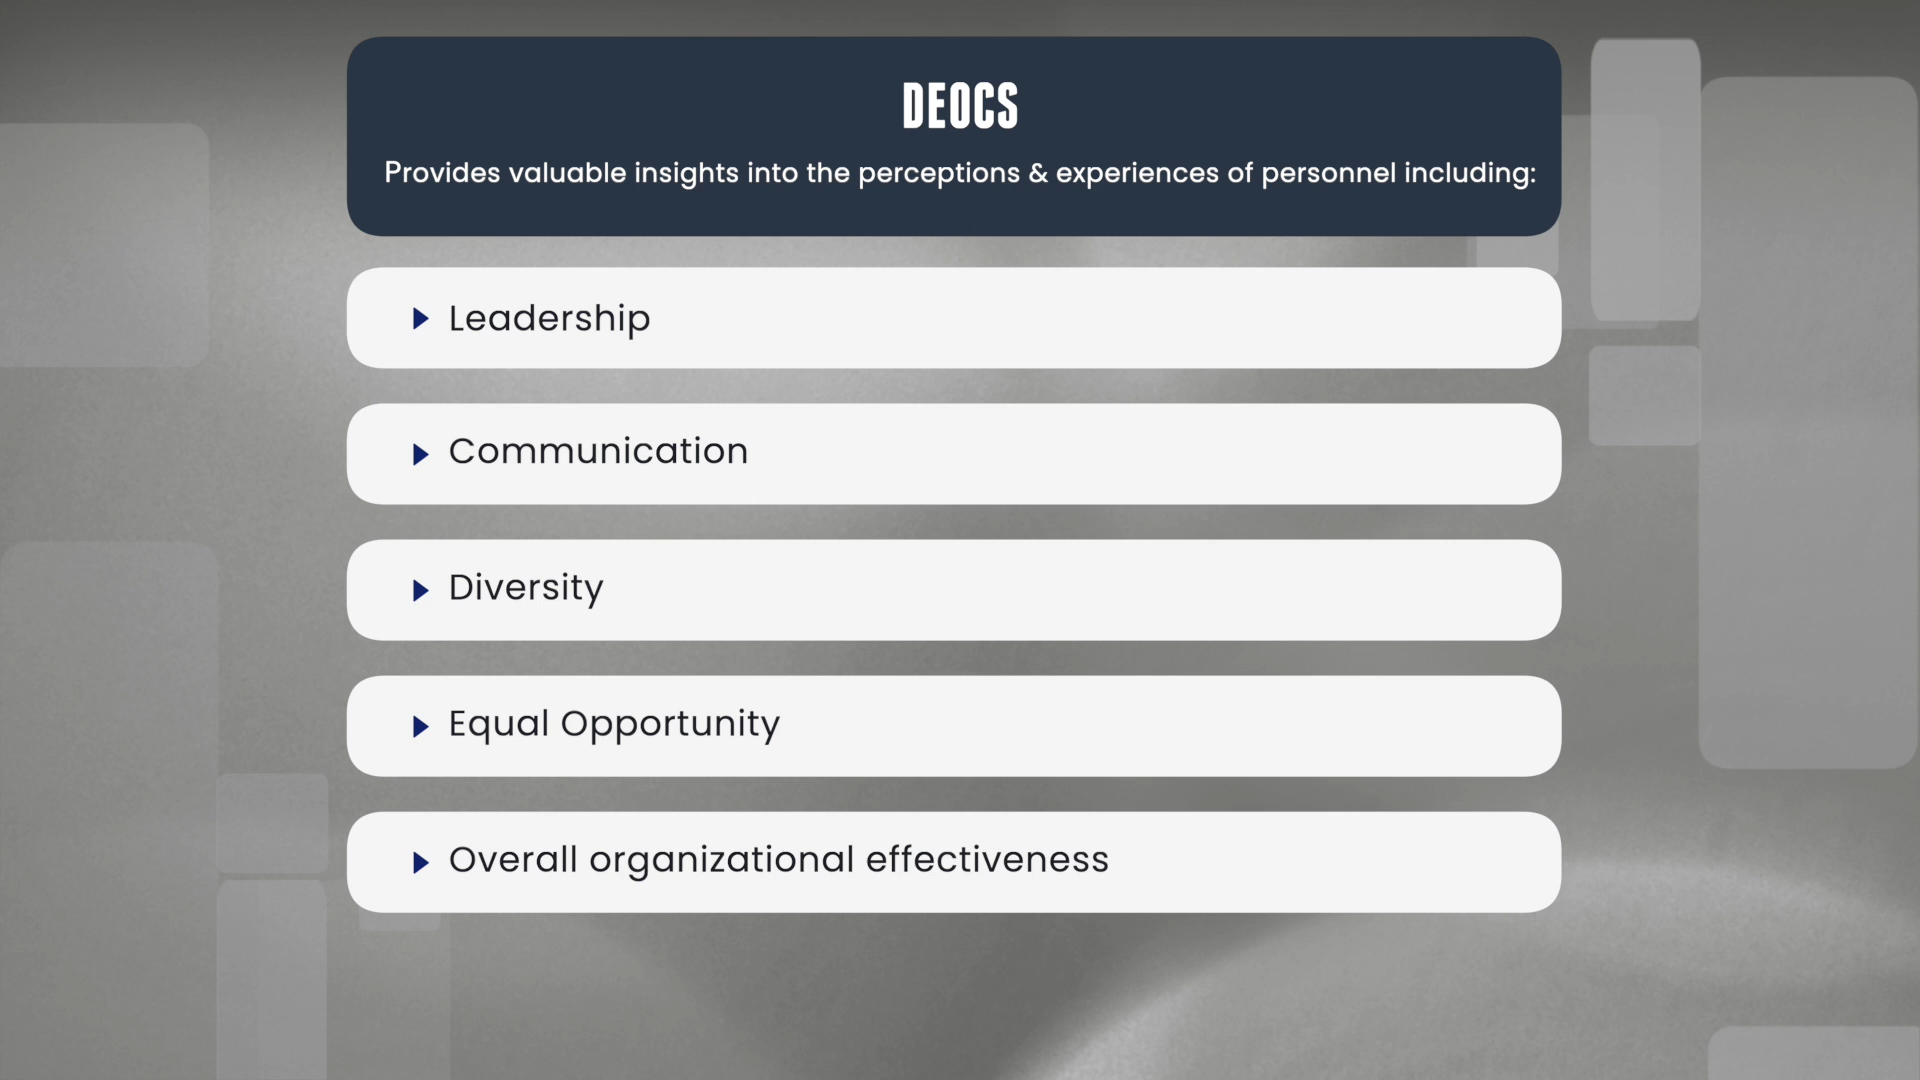 DEOCS
Provides valuable insights into the perceptions & experiences of personnel including:
Leadership
Communication
Diversity
Equal Opportunity
Overall organizational effectiveness